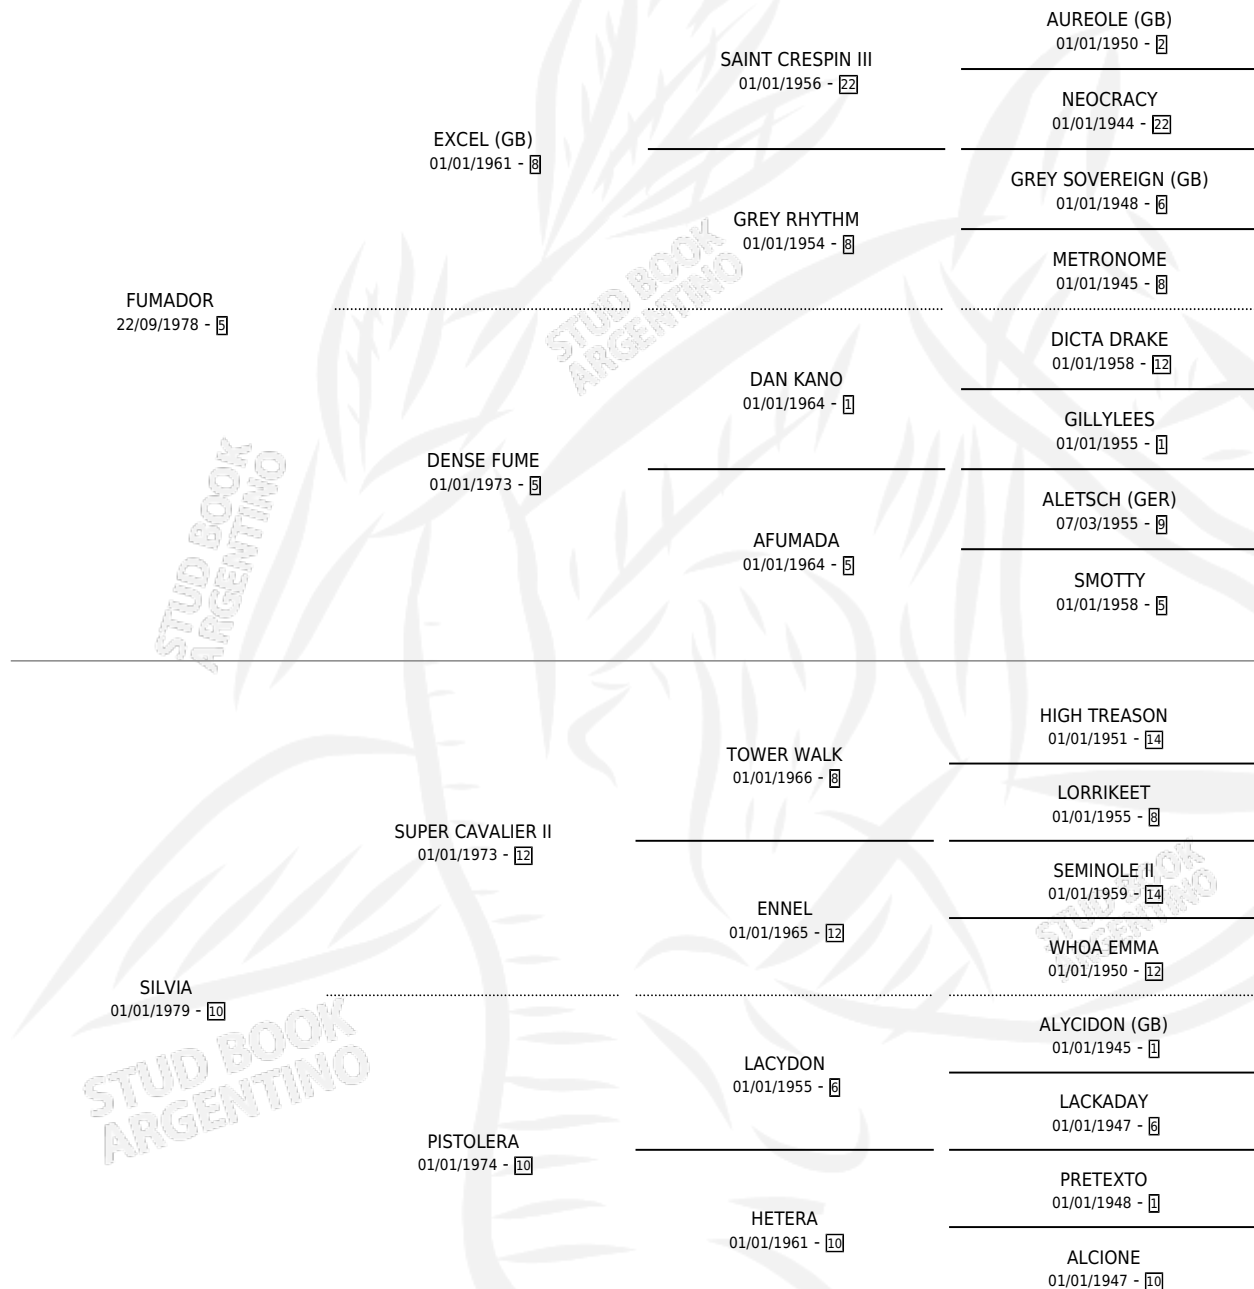 AUREOLE (GB)
01/01/1950 - 2
SAINT CRESPIN III
01/01/1956 - 22
NEOCRACY
01/01/1944 - 22
EXCEL (GB)
01/01/1961 - 8
GREY SOVEREIGN (GB)
01/01/1948 - 6
GREY RHYTHM
01/01/1954 - 8
METRONOME
01/01/1945 - 8
FUMADOR
22/09/1978 - 5
DICTA DRAKE
01/01/1958 - 12
DAN KANO
01/01/1964 - 1
GILLYLEES
01/01/1955 - 1
DENSE FUME
01/01/1973 - 5
ALETSCH (GER)
07/03/1955 - 9
AFUMADA
01/01/1964 - 5
SMOTTY
01/01/1958 - 5
HIGH TREASON
01/01/1951 - 14
TOWER WALK
01/01/1966 - 8
LORRIKEET
01/01/1955 - 8
SUPER CAVALIER II
01/01/1973 - 12
SEMINOLE II
01/01/1959 - 14
ENNEL
01/01/1965 - 12
WHOA EMMA
01/01/1950 - 12
SILVIA
01/01/1979 - 10
ALYCIDON (GB)
01/01/1945 - 1
LACYDON
01/01/1955 - 6
LACKADAY
01/01/1947 - 6
PISTOLERA
01/01/1974 - 10
PRETEXTO
01/01/1948 - 1
HETERA
01/01/1961 - 10
ALCIONE
01/01/1947 - 10
STUD BOOK
ARGENTINO
STUD BOOK
ARGENTINO
STUD BOOK
ARGENTINO
STUD BOOK
ARGENTINO